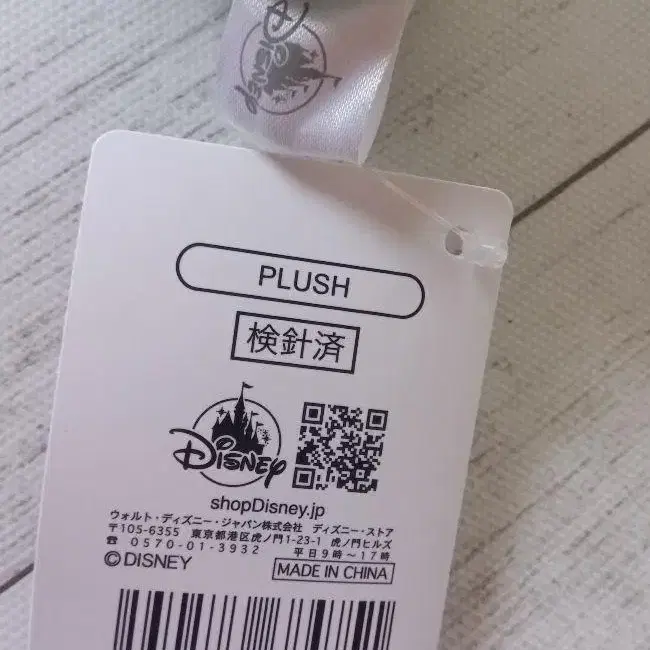 Disney
PLUSH
検針済
Disney
shopDisney.jp
ウォルト・ディズニー・ジャパン株式会社 ディズニー・ストア
〒105-6355 東京都港区虎ノ門1-23-1 虎ノ門ヒルズ
☎ 0570-01-3932 平日9時～17時
©DISNEY
MADE IN CHINA